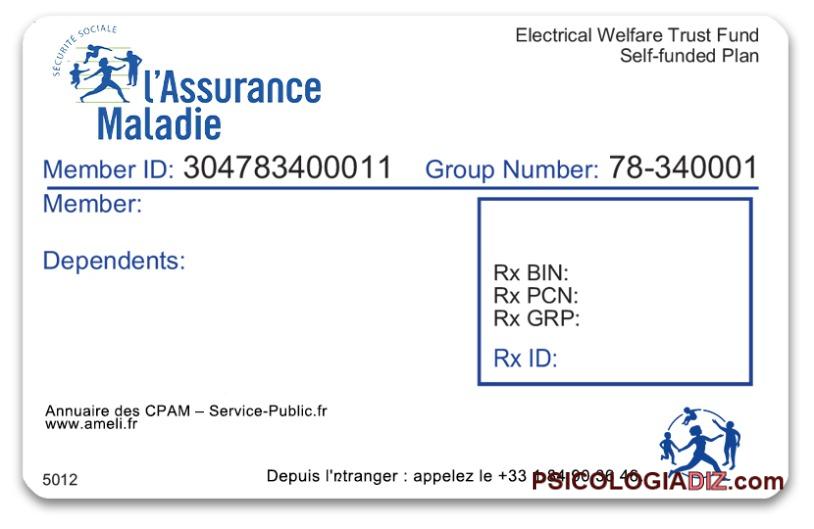 SÉCURITÉ SOCIALE
l'Assurance
Maladie
Electrical Welfare Trust Fund
Self-funded Plan
Member ID: 304783400011
Group Number: 78-340001
Member:
Dependents:
Rx BIN:
Rx PCN:
Rx GRP:
Rx ID:
Annuaire des CPAM – Service-Public.fr
www.ameli.fr
5012
Depuis l'ntranger : appelez le +33
PSICOLOGIADIZ.com